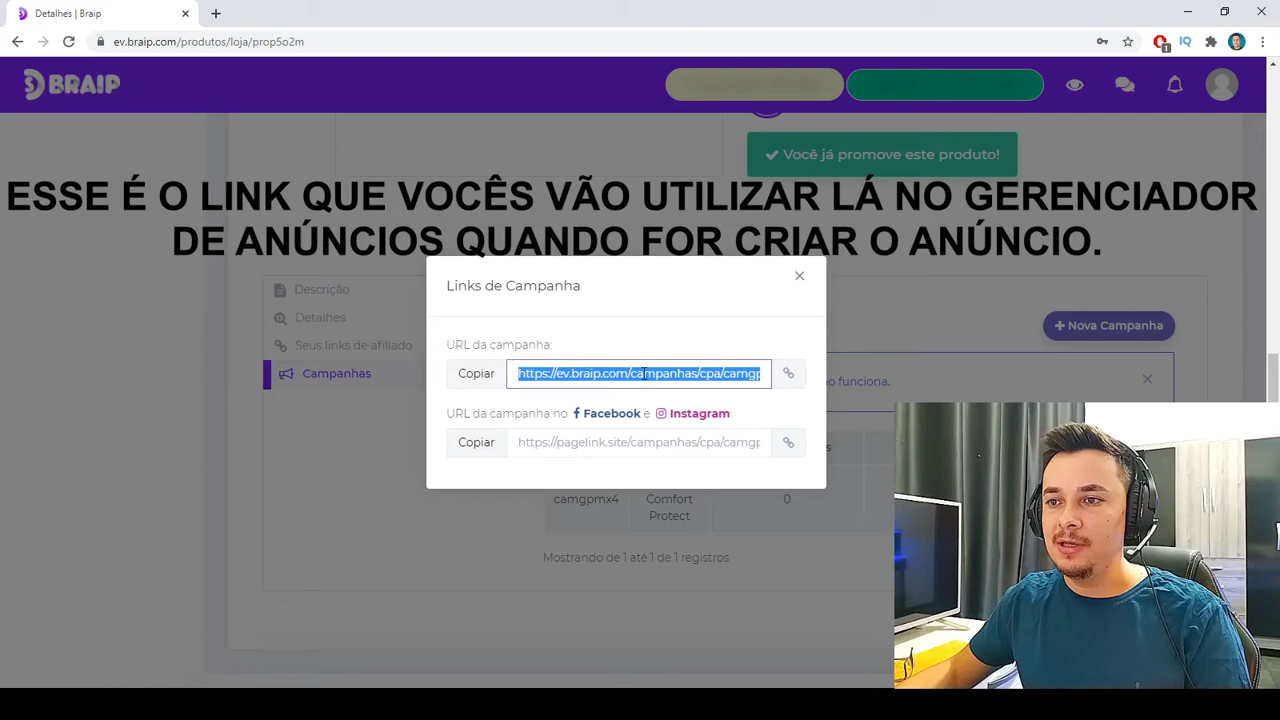 Detalhes | Braip
ev.braip.com/produtos/loja/prop5o2m
1
IQ
BRAIP
Você já promove este produto!
ESSE É O LINK QUE VOCÊS VÃO UTILIZAR LÁ NO GERENCIADOR
DE ANÚNCIOS QUANDO FOR CRIAR O ANÚNCIO.
Links de Campanha
Descrição
Detalhes
Nova Campanha
Seus links de afiliado
URL da campanha:
Campanhas
Copiar
https://ev.braip.com/campanhas/cpa/camgp
no funciona.
URL da campanha no Facebook e Instagram:
Copiar
https://pagelink.site/campanhas/cpa/camgp
camgpmx4
Comfort
Protect
0
Mostrando de 1 até 1 de 1 registros